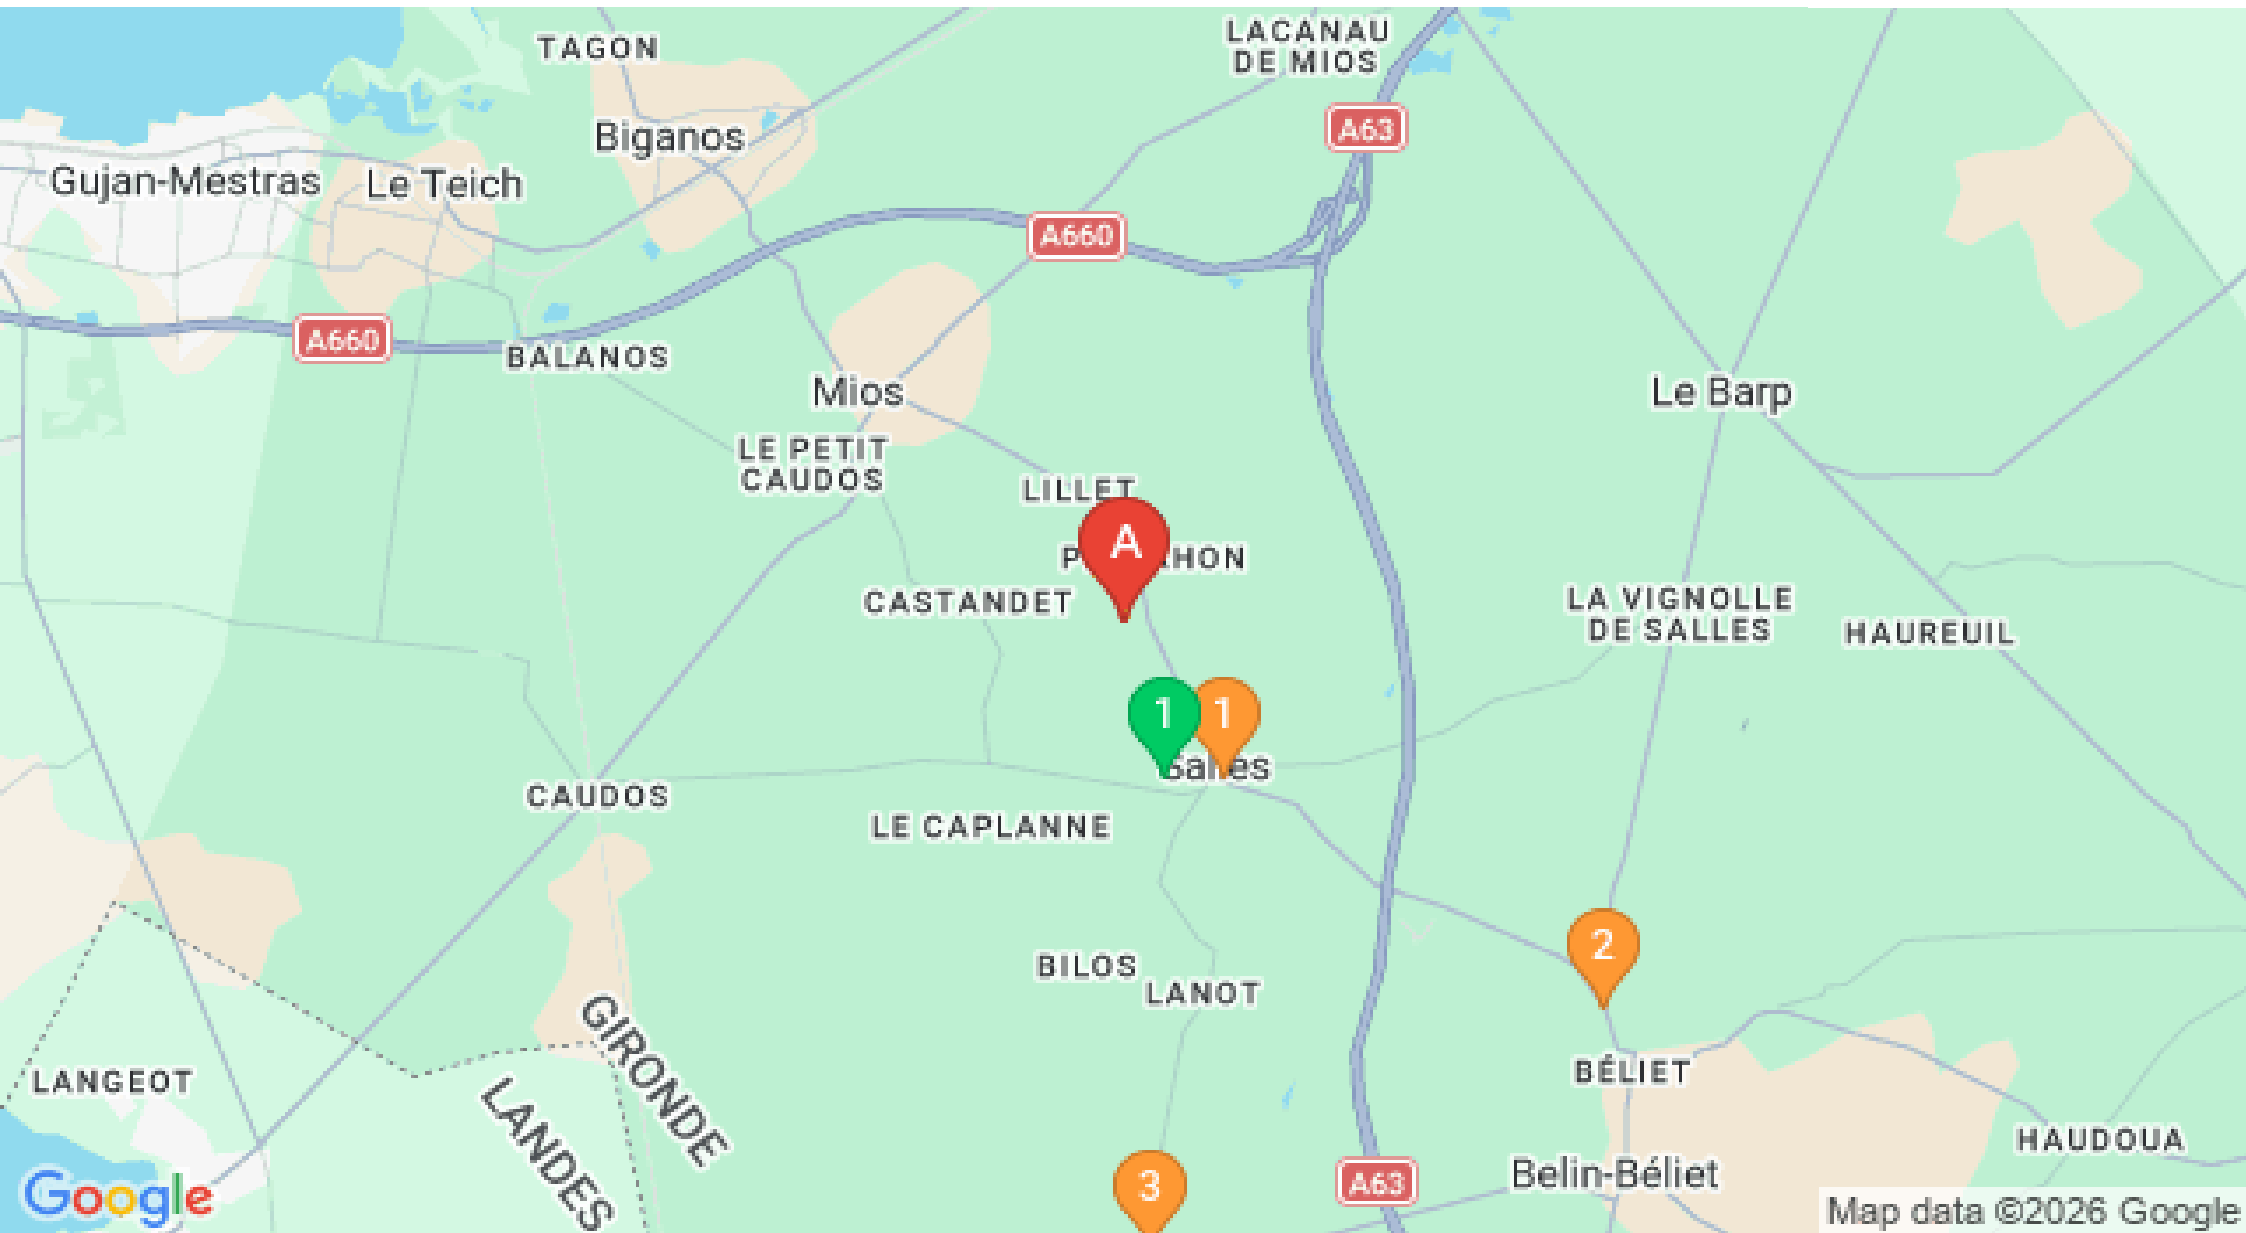 TAGON
LACANAU
DE MIOS
A63
Biganos
Gujan-Mestras
Le Teich
A660
A660
BALANOS
Mios
Le Barp
LE PETIT
CAUDOS
LILLET
A
CASTANDET
LA VIGNOLLE
DE SALLES
HAUREUIL
1
1
Salles
CAUDOS
LE CAPLANNE
2
BILOS
LANOT
GIRONDE
LANDES
LANGEOT
BÉLIET
HAUDOUA
Belin-Béliet
3
A63
Google
Map data ©2026 Google